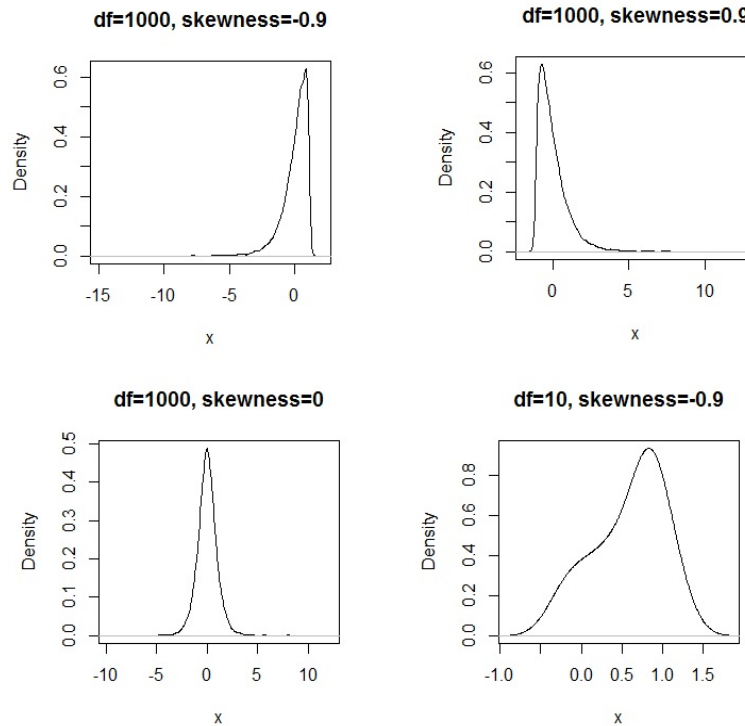 df=1000, skewness=-0.9
Density
0.0 0.2 0.4 0.6
-15 -10 -5 0
x
df=1000, skewness=0.9
Density
0.0 0.2 0.4 0.6
0 5 10
x
df=1000, skewness=0
Density
0.0 0.1 0.2 0.3 0.4 0.5
-10 -5 0 5 10
x
df=10, skewness=-0.9
Density
0.0 0.2 0.4 0.6 0.8
-1.0 0.0 0.5 1.0 1.5
x